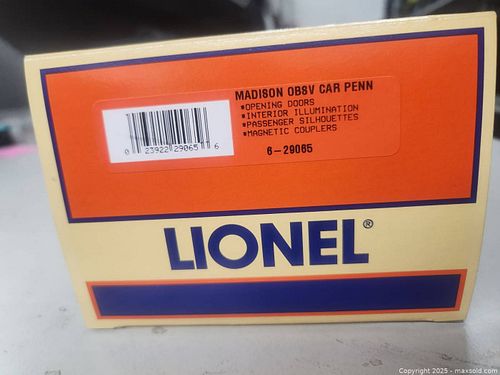 MADISON OBSV CAR PENN
*OPENING DOORS
*INTERIOR ILLUMINATION
*PASSENGER SILHOUETTES
*MAGNETIC COUPLERS
0 23922 29065 6
6-29065
LIONEL®
Copyright 2025 - maxsold.com